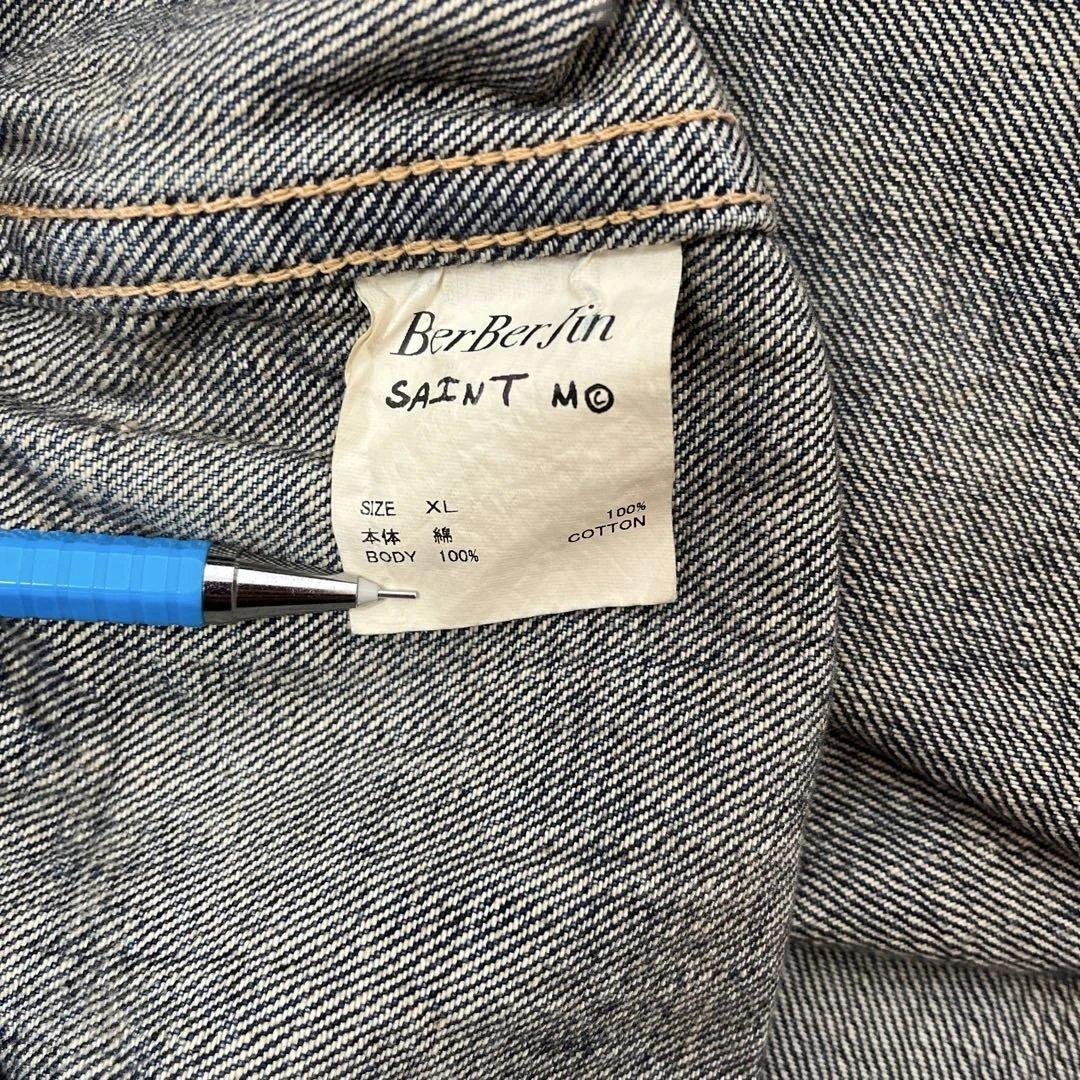 BerBerJin
SAINT M©
SIZE XL
本体 綿 100%
BODY 100% COTTON